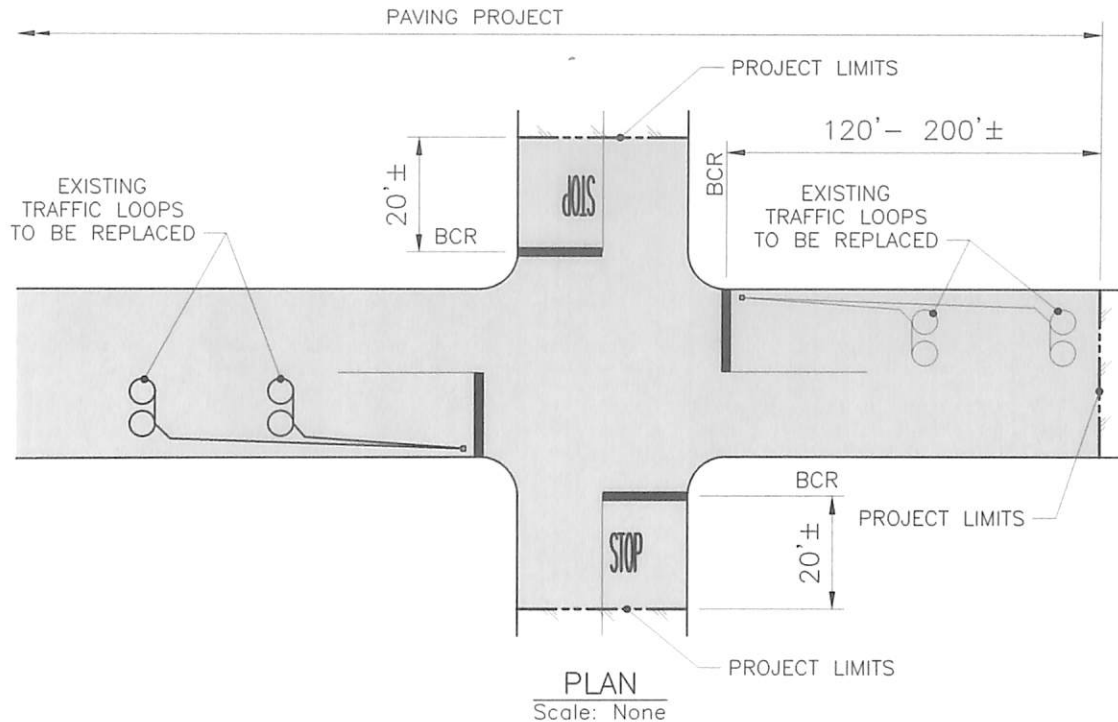 PAVING PROJECT
PROJECT LIMITS
120'- 200'±
BCR
EXISTING
TRAFFIC LOOPS
TO BE REPLACED
20'±
BCR
STOP
EXISTING
TRAFFIC LOOPS
TO BE REPLACED
BCR
20'±
STOP
PROJECT LIMITS
PROJECT LIMITS
PLAN
Scale: None